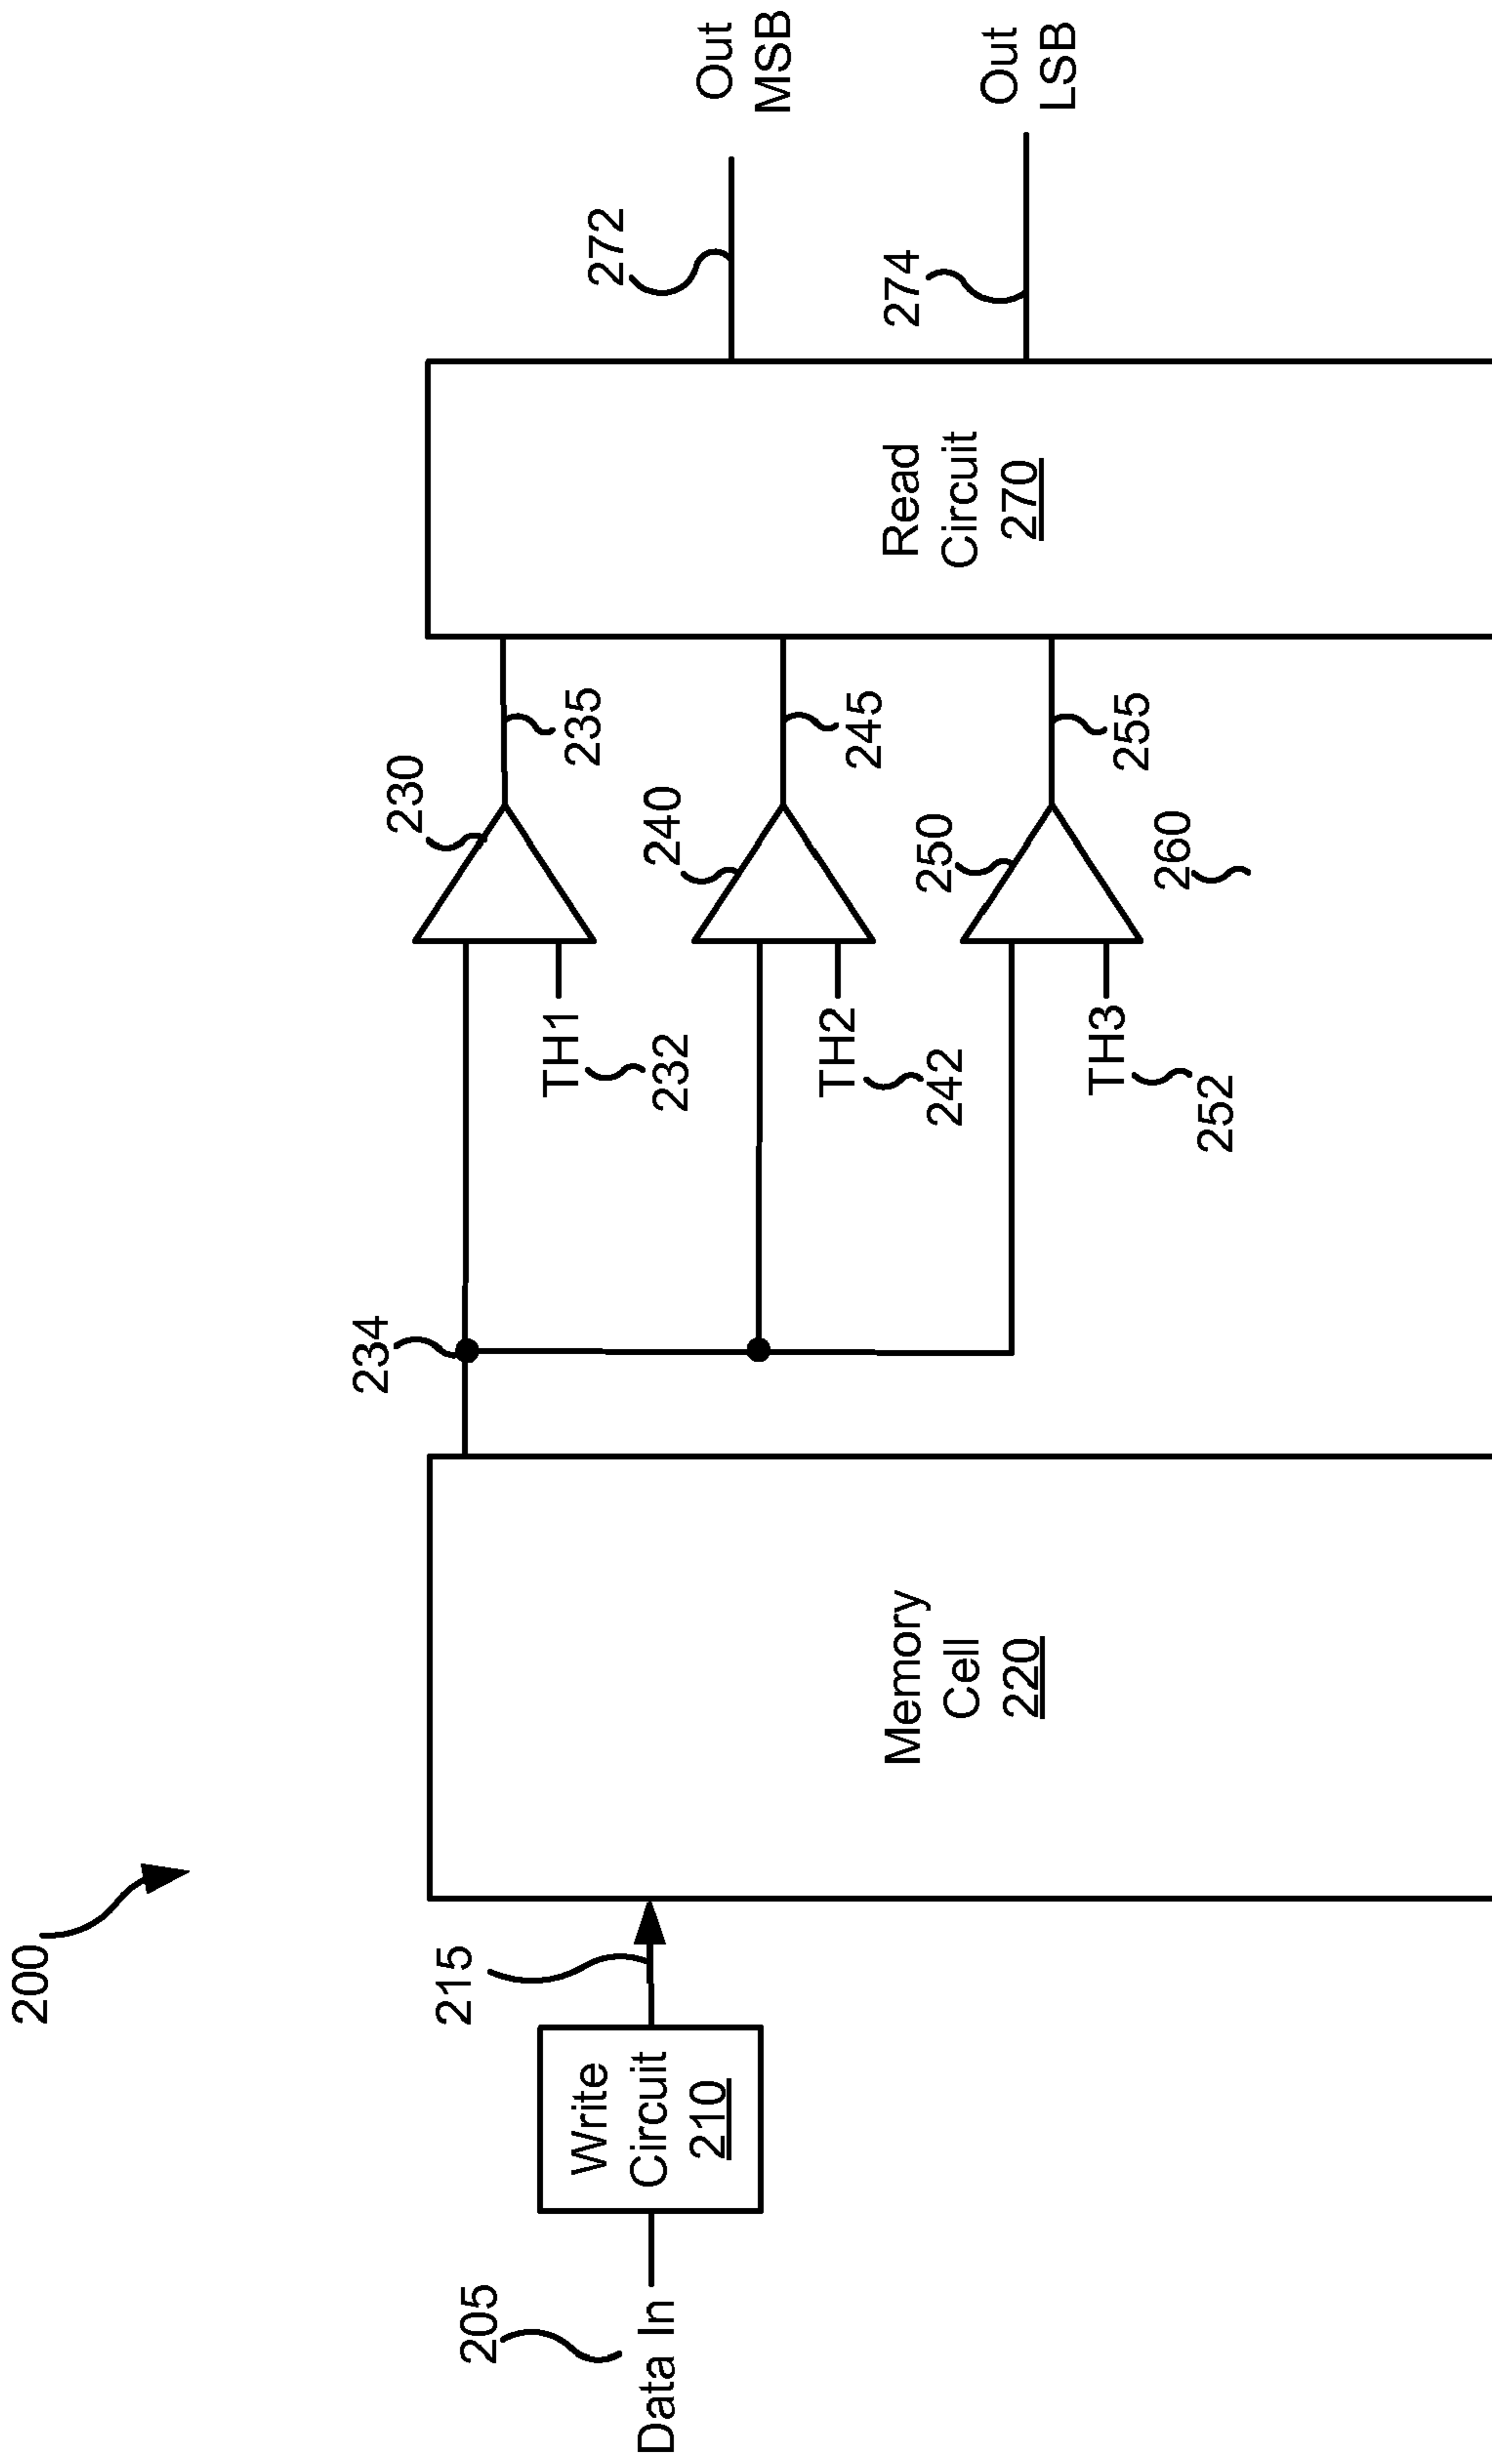 200
205
Data In
Write
Circuit
210
215
Memory
Cell
220
234
230
TH1
232
235
240
TH2
242
245
250
TH3
252
255
260
Read
Circuit
270
272
Out
MSB
274
Out
LSB